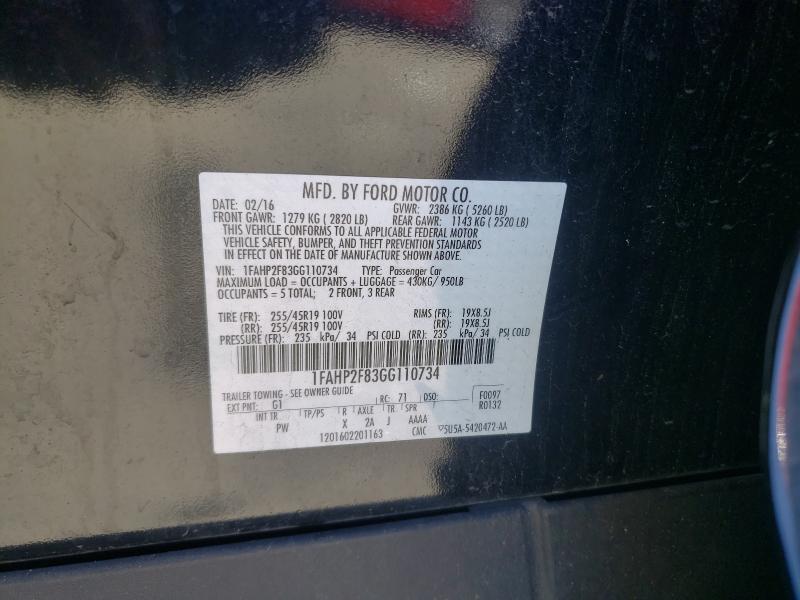 MFD. BY FORD MOTOR CO.
DATE: 02/16 GVWR: 2386 KG ( 5260 LB)
FRONT GAWR: 1279 KG ( 2820 LB) REAR GAWR: 1143 KG ( 2520 LB)
THIS VEHICLE CONFORMS TO ALL APPLICABLE FEDERAL MOTOR
VEHICLE SAFETY, BUMPER, AND THEFT PREVENTION STANDARDS
IN EFFECT ON THE DATE OF MANUFACTURE SHOWN ABOVE.
VIN: 1FAHP2F83GG110734 TYPE: Passenger Car
MAXIMUM LOAD = OCCUPANTS + LUGGAGE = 430KG/ 950LB
OCCUPANTS = 5 TOTAL; 2 FRONT, 3 REAR
TIRE (FR): 255/45R19 100V RIMS (FR): 19X8.5J
(RR): 255/45R19 100V (RR): 19X8.5J
PRESSURE (FR): 235 kPa/ 34 PSI COLD (RR): 235 kPa/ 34 PSI COLD
1FAHP2F83GG110734
TRAILER TOWING - SEE OWNER GUIDE
EXT PNT: G1 RC: 71 DSO: F0097
R0132
INT TR TP/PS R AXLE TR SPR
PW X 2A J AAAA
1201602201163 CMC 5U5A-5420472-AA